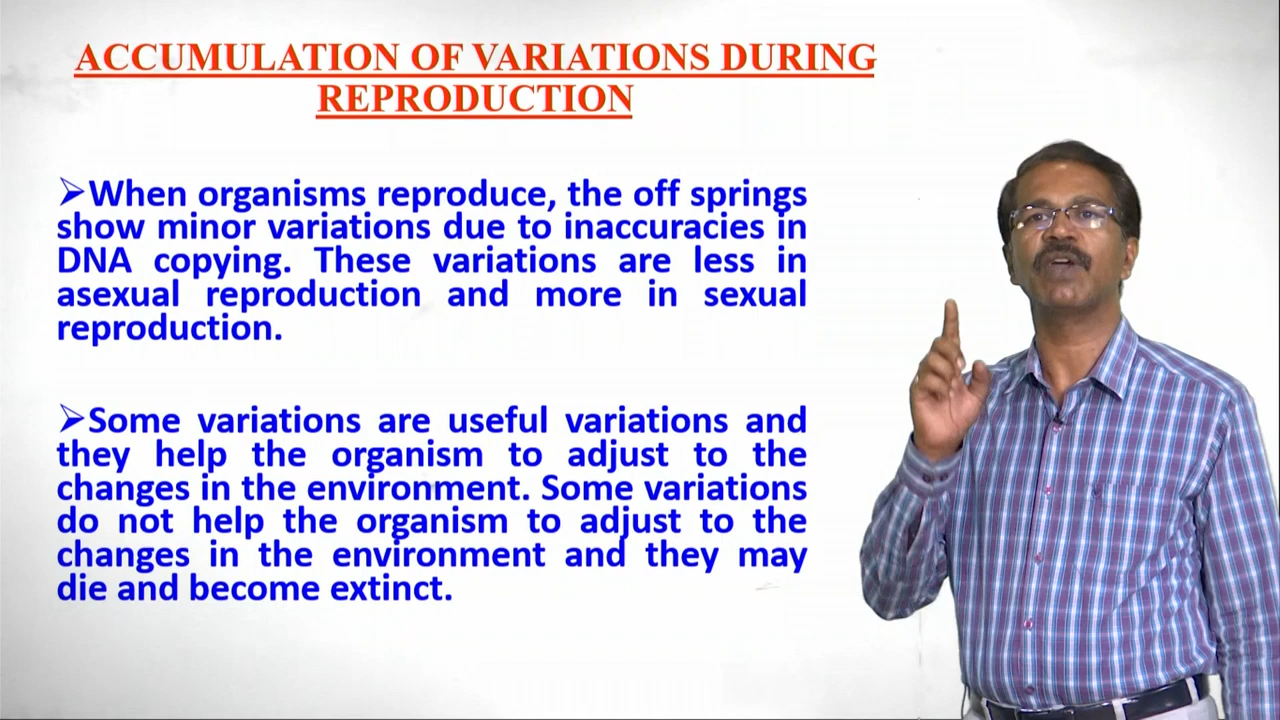 ACCUMULATION OF VARIATIONS DURING
REPRODUCTION
➢When organisms reproduce, the off springs
show minor variations due to inaccuracies in
DNA copying. These variations are less in
asexual reproduction and more in sexual
reproduction.
➢Some variations are useful variations and
they help the organism to adjust to the
changes in the environment. Some variations
do not help the organism to adjust to the
changes in the environment and they may
die and become extinct.